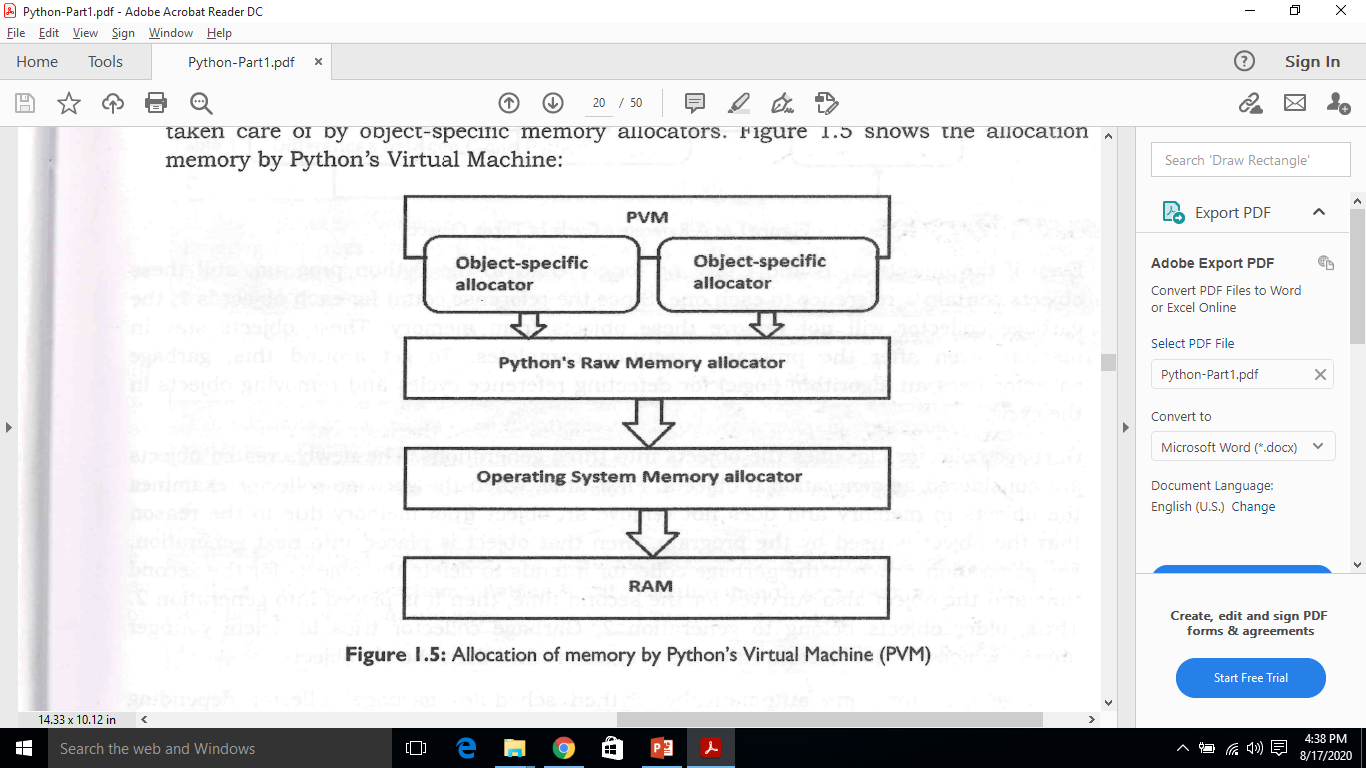 Python-Part1.pdf - Adobe Acrobat Reader DC
File Edit View Sign Window Help
Home Tools Python-Part1.pdf × Sign In
20 / 50
taken care of by object-specific memory allocators. Figure 1.5 shows the allocation
memory by Python's Virtual Machine:
PVM
Object-specific
allocator
Object-specific
allocator
Python's Raw Memory allocator
Operating System Memory allocator
RAM
Figure 1.5: Allocation of memory by Python's Virtual Machine (PVM)
14.33 x 10.12 in
Search 'Draw Rectangle'
Export PDF
Adobe Export PDF
Convert PDF Files to Word
or Excel Online
Select PDF File
Python-Part1.pdf
Convert to
Microsoft Word (*.docx)
Document Language:
English (U.S.) Change
Create, edit and sign PDF
forms & agreements
Start Free Trial
Search the web and Windows
4:38 PM
8/17/2020